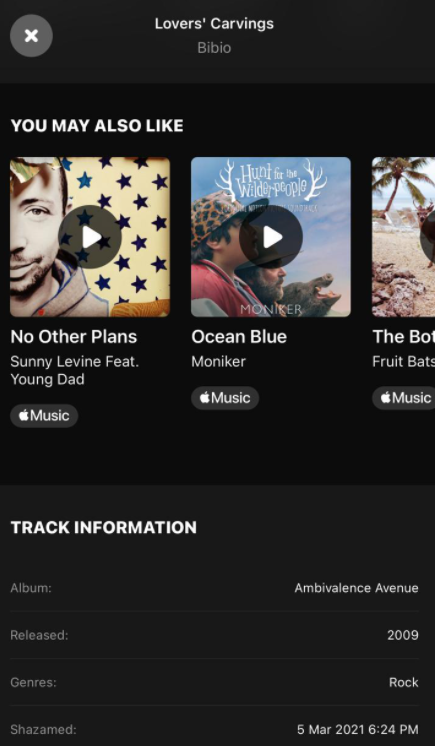 Lovers' Carvings
Bibio
YOU MAY ALSO LIKE
Hunt for the
Wilderpeople
MONIKER
No Other Plans
Sunny Levine Feat.
Young Dad
Music
Ocean Blue
Moniker
Music
The Bot
Fruit Bats
Music
TRACK INFORMATION
Album: Ambivalence Avenue
Released: 2009
Genres: Rock
Shazamed: 5 Mar 2021 6:24 PM